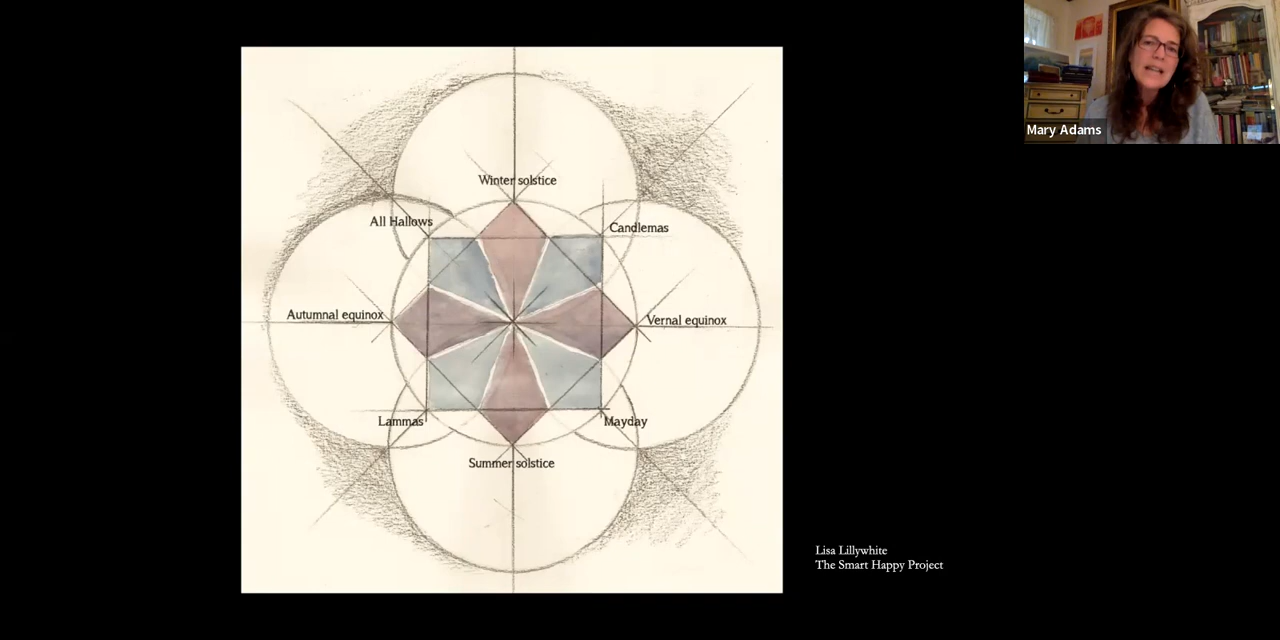 Mary Adams
Winter solstice
All Hallows
Candlemas
Autumnal equinox
Vernal equinox
Lammas
Mayday
Summer solstice
Lisa Lillywhite
The Smart Happy Project